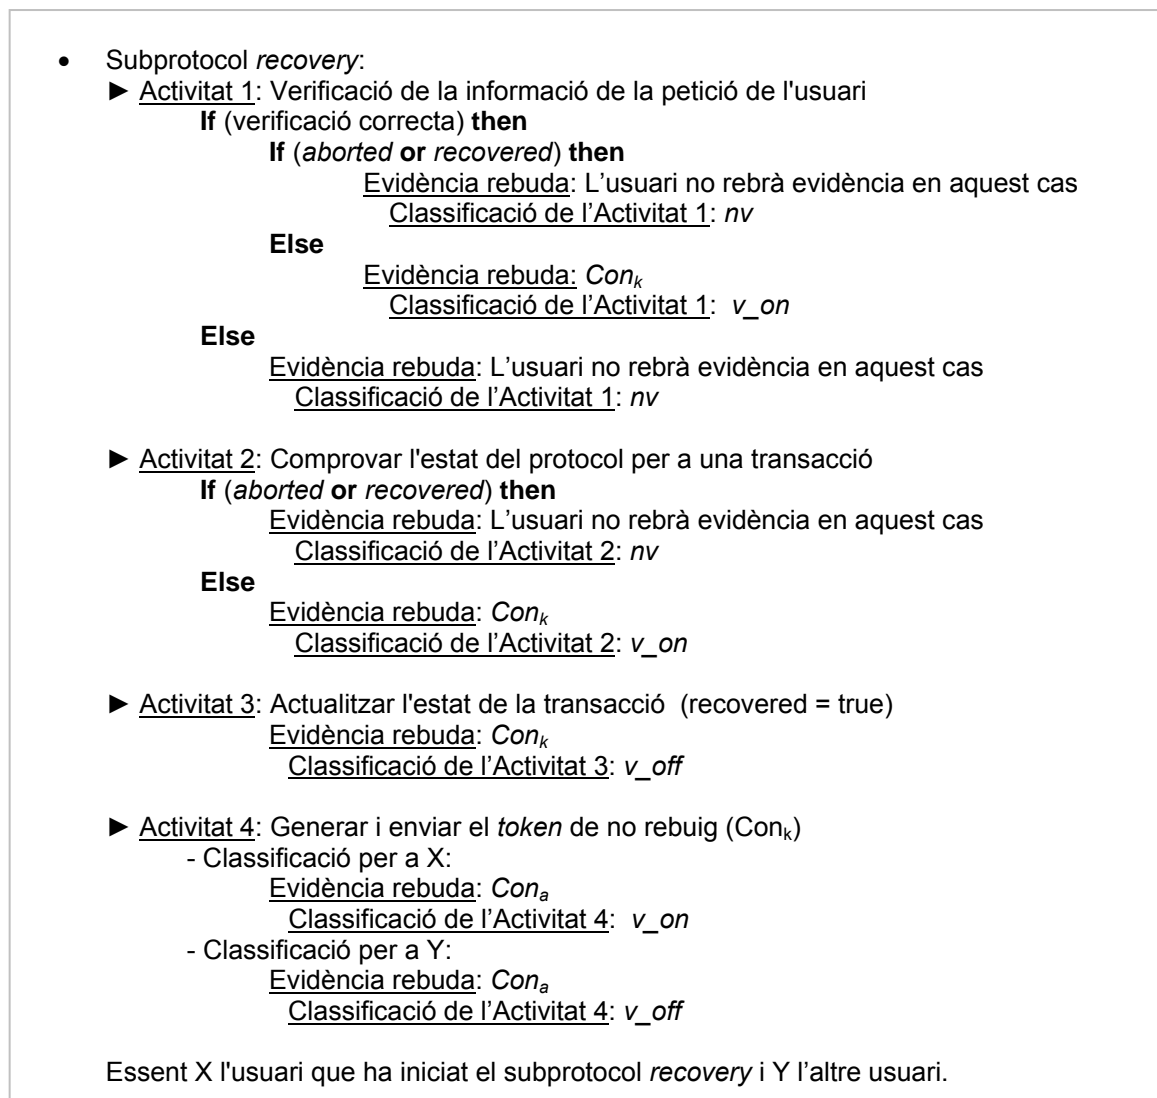 • Subprotocol recovery:
► Activitat 1: Verificació de la informació de la petició de l'usuari
If (verificació correcta) then
If (aborted or recovered) then
Evidència rebuda: L’usuari no rebrà evidència en aquest cas
Classificació de l’Activitat 1: nv
Else
Evidència rebuda: Conk
Classificació de l’Activitat 1: v_on
Else
Evidència rebuda: L’usuari no rebrà evidència en aquest cas
Classificació de l’Activitat 1: nv
► Activitat 2: Comprovar l'estat del protocol per a una transacció
If (aborted or recovered) then
Evidència rebuda: L’usuari no rebrà evidència en aquest cas
Classificació de l’Activitat 2: nv
Else
Evidència rebuda: Conk
Classificació de l’Activitat 2: v_on
► Activitat 3: Actualitzar l'estat de la transacció (recovered = true)
Evidència rebuda: Conk
Classificació de l’Activitat 3: v_off
► Activitat 4: Generar i enviar el token de no rebuig (Conk)
- Classificació per a X:
Evidència rebuda: Cona
Classificació de l’Activitat 4: v_on
- Classificació per a Y:
Evidència rebuda: Cona
Classificació de l’Activitat 4: v_off
Essent X l'usuari que ha iniciat el subprotocol recovery i Y l’altre usuari.